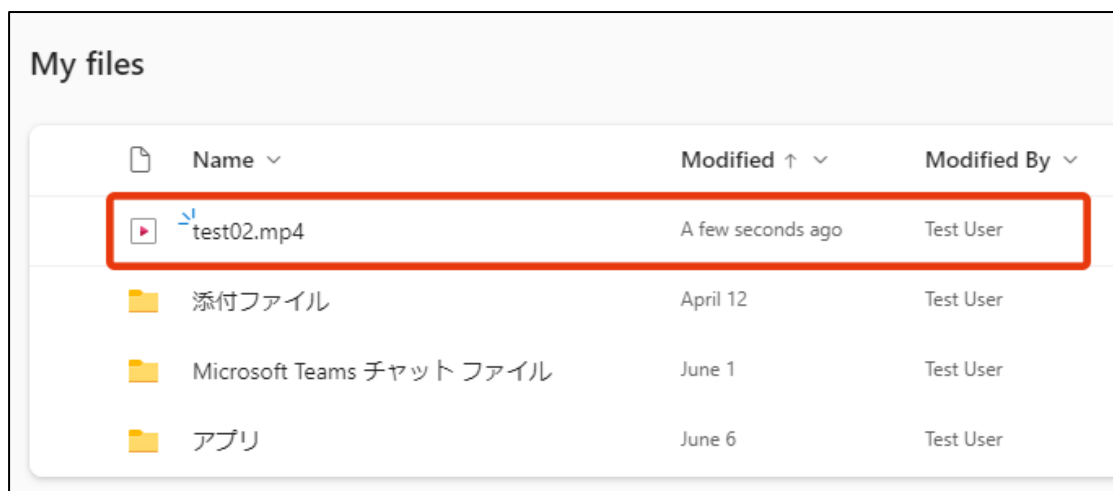 My files
Name Modified ↑ Modified By
test02.mp4 A few seconds ago Test User
添付ファイル April 12 Test User
Microsoft Teams チャット ファイル June 1 Test User
アプリ June 6 Test User